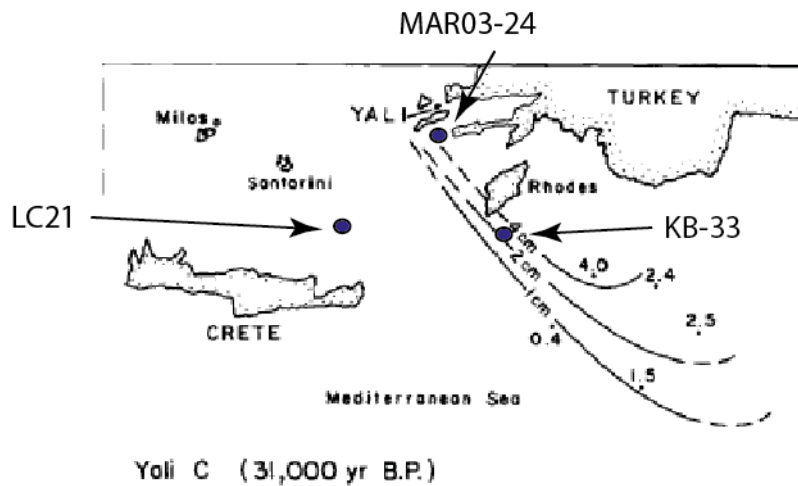 MAR03-24
TURKEY
YALI
Milos
Santorini
Rhodes
LC21
KB-33
4 cm
2 cm
1 cm
4.0
2.4
2.5
0.4
1.5
CRETE
Mediterranean Sea
Yali C (31,000 yr B.P.)